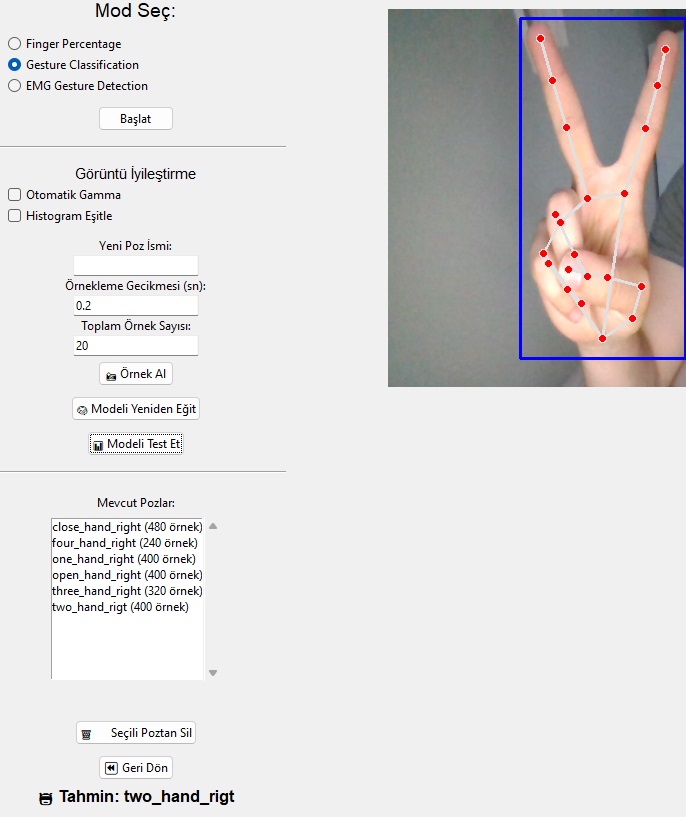 Mod Seç:
Finger Percentage
Gesture Classification
EMG Gesture Detection
Başlat
Görüntü İyileştirme
Otomatik Gamma
Histogram Eşitle
Yeni Poz İsmi:
Örnekleme Gecikmesi (sn):
0.2
Toplam Örnek Sayısı:
20
Örnek Al
Modeli Yeniden Eğit
Modeli Test Et
Mevcut Pozlar:
close_hand_right (480 örnek)
four_hand_right (240 örnek)
one_hand_right (400 örnek)
open_hand_right (400 örnek)
three_hand_right (320 örnek)
two_hand_rigt (400 örnek)
Seçili Poztan Sil
Geri Dön
Tahmin: two_hand_rigt